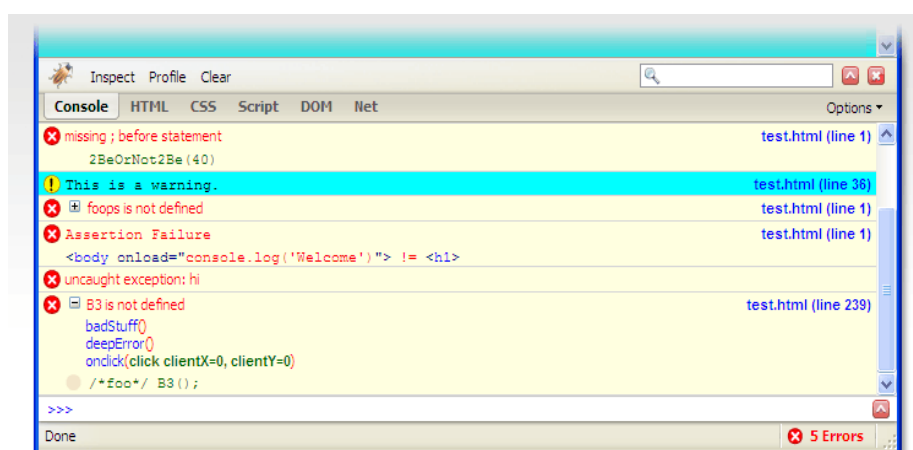 Inspect Profile Clear
Console HTML CSS Script DOM Net Options
missing ; before statement test.html (line 1)
2BeOrNot2Be(40)
This is a warning. test.html (line 36)
foops is not defined test.html (line 1)
Assertion Failure test.html (line 1)
<body onload="console.log('Welcome')"> != <h1>
uncaught exception: hi
B3 is not defined test.html (line 239)
badStuff()
deepError()
onclick(click clientX=0, clientY=0)
/*foo*/ B3();
>>>
Done 5 Errors